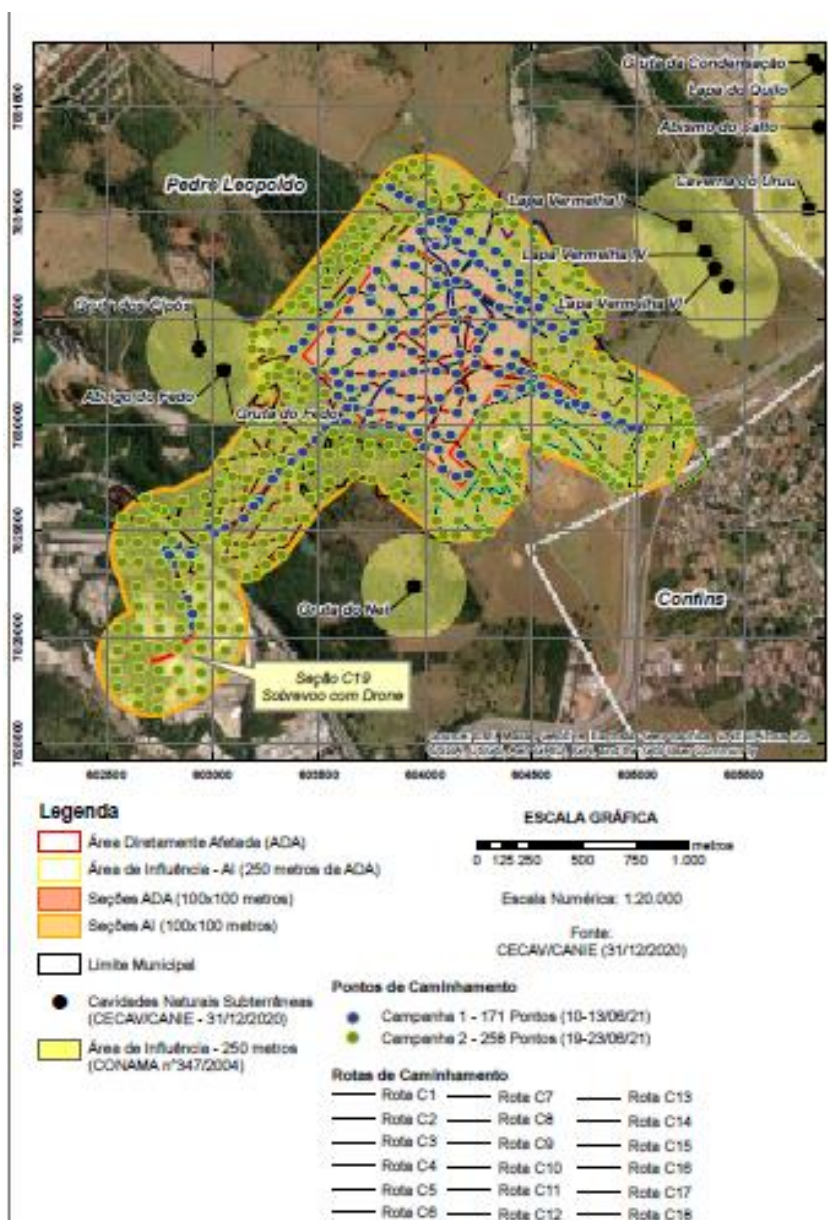 Gruta da Condensação
Lapa do Quilo
Abismo do Salto
Pedro Leopoldo
Caverna do Uruu
Lapa Vermelha I
Lapa Vermelha IV
Lapa Vermelha VI
Gruta dos Cipós
Abrigo do Fedo
Gruta do Fedo
Gruta do Nei
Confins
Seção C19
Sobrevoo com Drone
602500 603000 603500 604000 604500 605000 605500
Legenda
Área Diretamente Afetada (ADA)
Área de Influência - AI (250 metros da ADA)
Seções ADA (100x100 metros)
Seções AI (100x100 metros)
Limite Municipal
Cavidades Naturais Subterrâneas
(CECAV/CANIE - 31/12/2020)
Área de Influência - 250 metros
(CONAMA n°347/2004)
ESCALA GRÁFICA
metros
0 125 250 500 750 1.000
Escala Numérica: 1:20.000
Fonte:
CECAV/CANIE (31/12/2020)
Pontos de Caminhamento
Campanha 1 - 171 Pontos (10-13/06/21)
Campanha 2 - 258 Pontos (19-23/06/21)
Rotas de Caminhamento
Rota C1 Rota C7 Rota C13
Rota C2 Rota C8 Rota C14
Rota C3 Rota C9 Rota C15
Rota C4 Rota C10 Rota C16
Rota C5 Rota C11 Rota C17
Rota C6 Rota C12 Rota C18